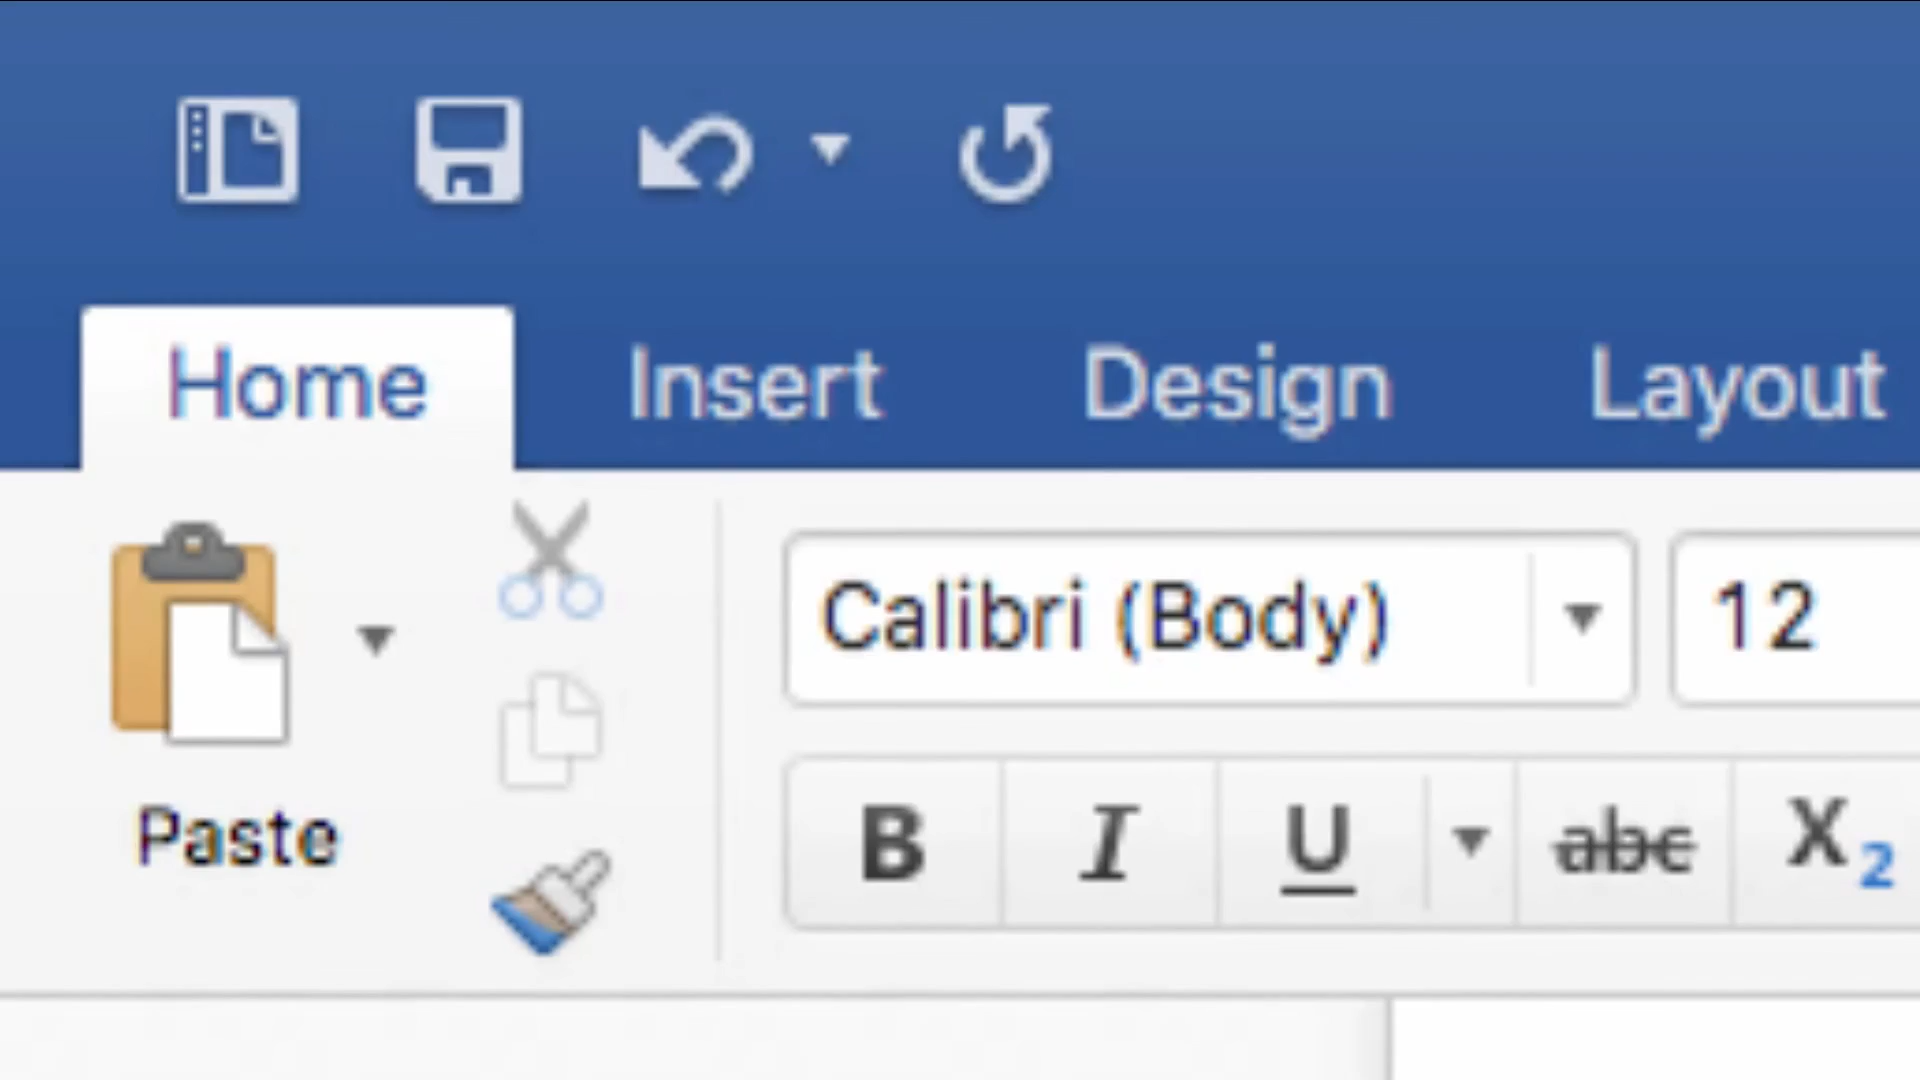 Home Insert Design Layout
Calibri (Body) 12
Paste
B I U abc X₂